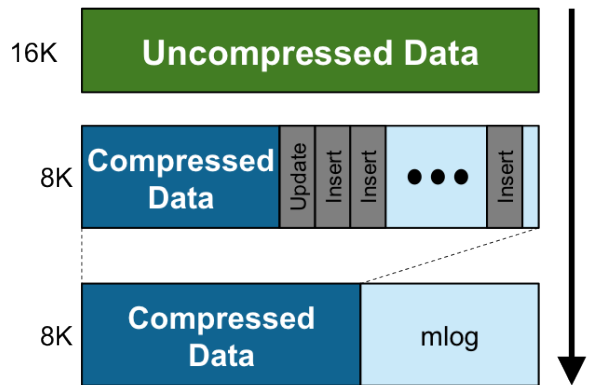 16K
Uncompressed Data
8K
Compressed
Data
Update
Insert
Insert
•••
Insert
8K
Compressed
Data
mlog